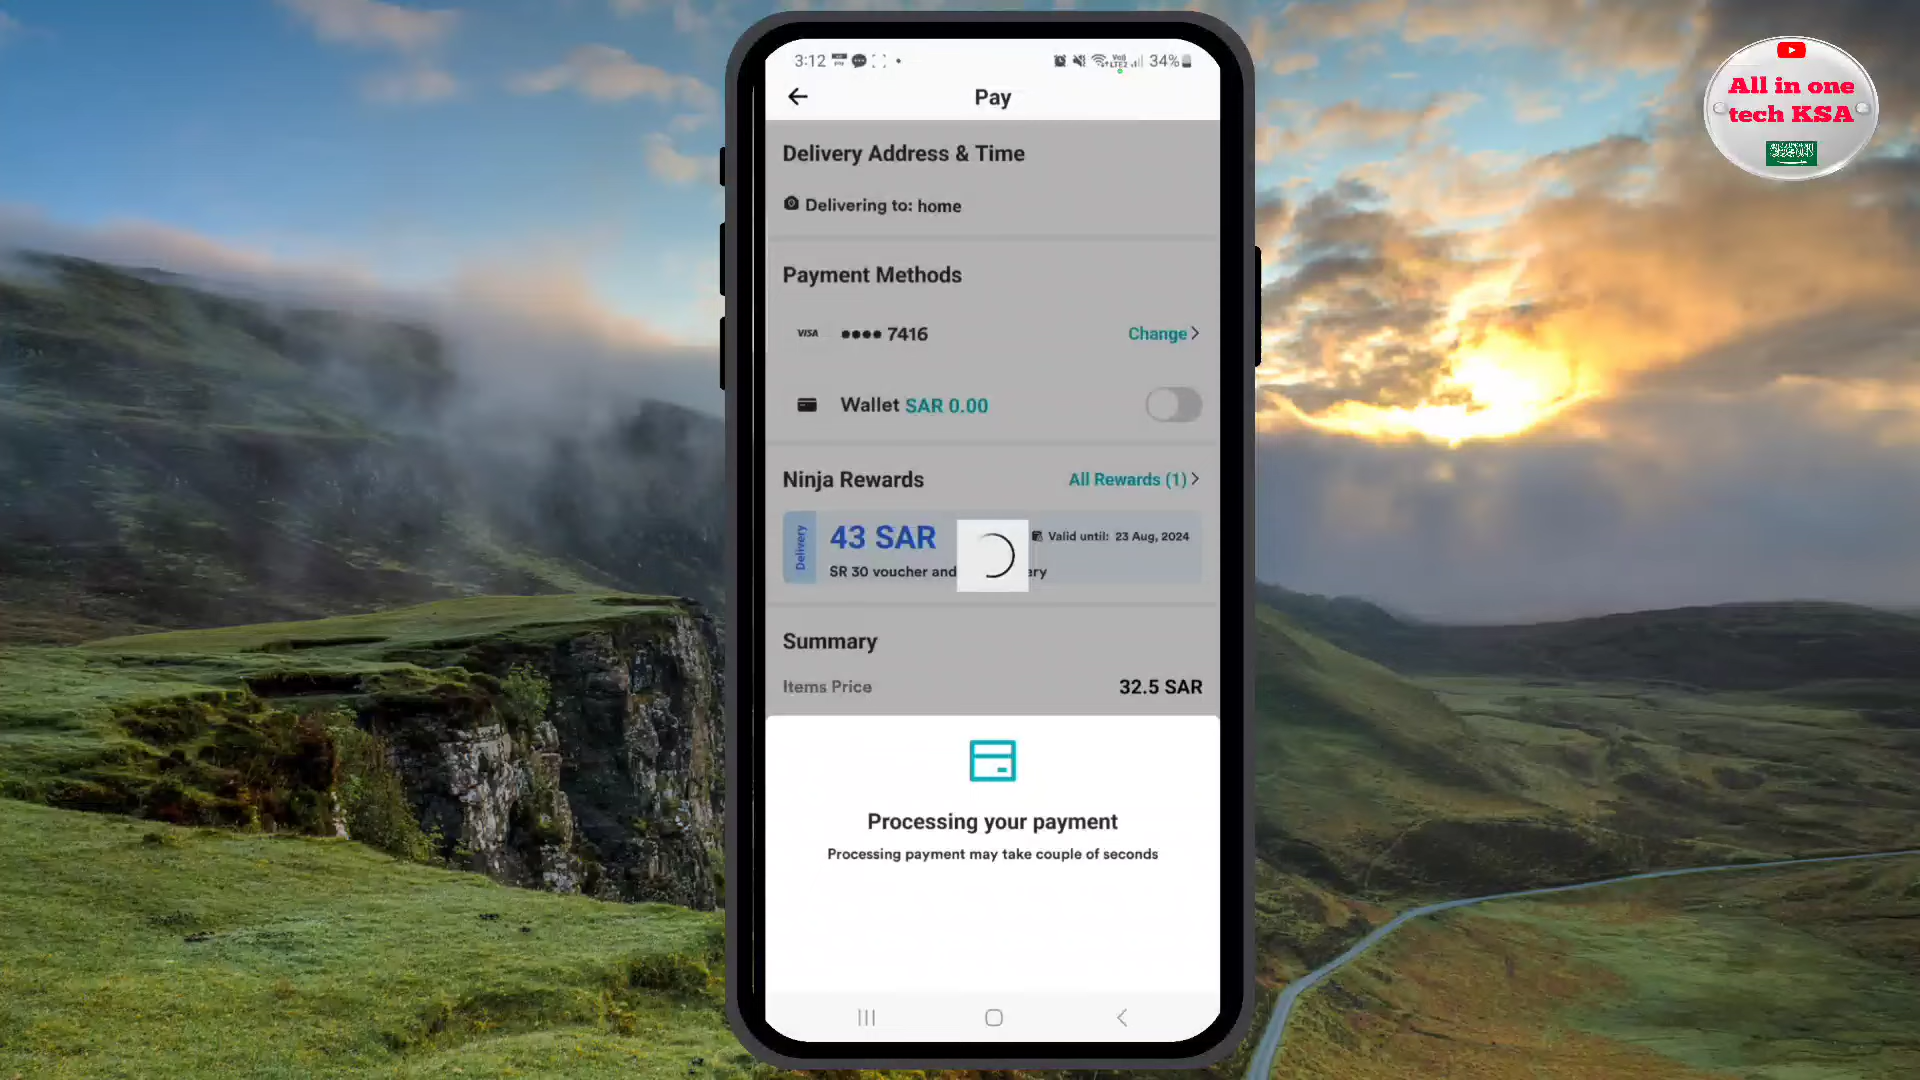 3:12
34%
Pay
Delivery Address & Time
Delivering to: home
Payment Methods
VISA •••• 7416
Change
Wallet SAR 0.00
Ninja Rewards
All Rewards (1)
Delivery
43 SAR
Valid until: 23 Aug, 2024
SR 30 voucher and ery
Summary
Items Price
32.5 SAR
Processing your payment
Processing payment may take couple of seconds
All in one
tech KSA